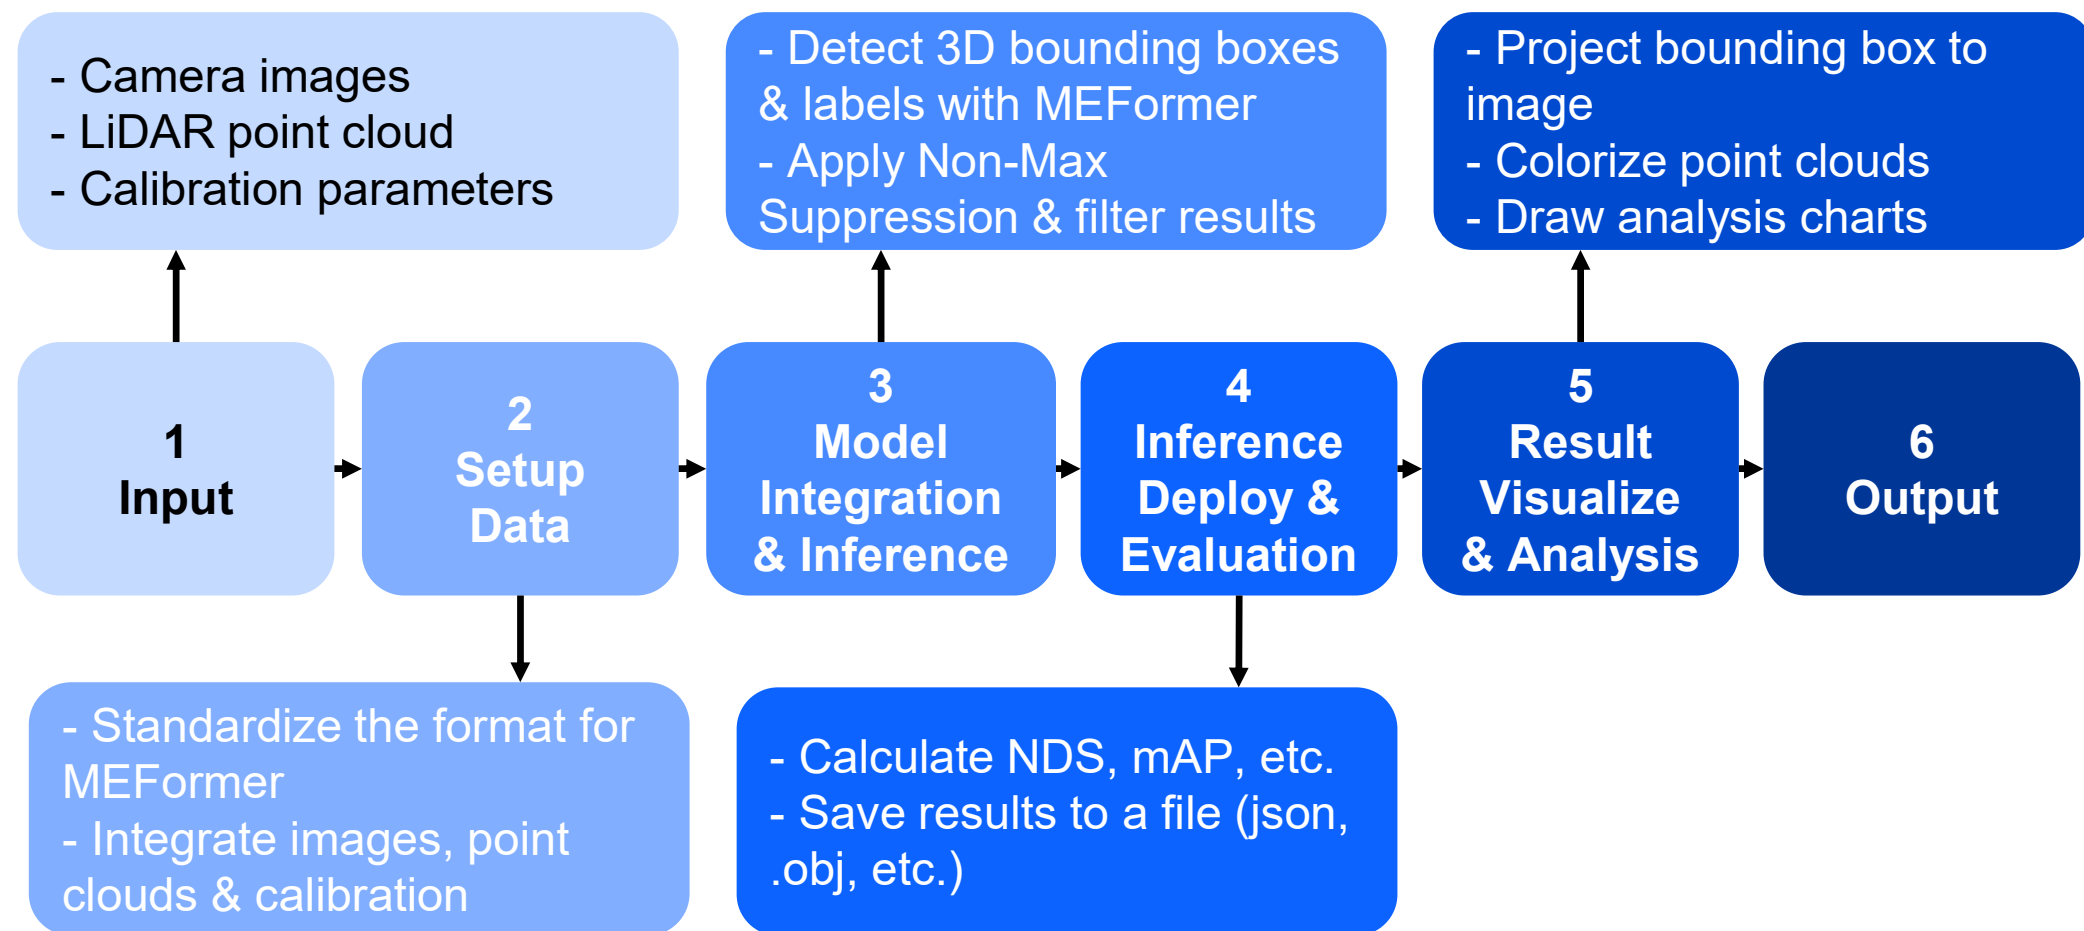 - Camera images
- LiDAR point cloud
- Calibration parameters
- Detect 3D bounding boxes
& labels with MEFormer
- Apply Non-Max
Suppression & filter results
- Project bounding box to
image
- Colorize point clouds
- Draw analysis charts
1
Input
2
Setup
Data
3
Model
Integration
& Inference
4
Inference
Deploy &
Evaluation
5
Result
Visualize
& Analysis
6
Output
- Standardize the format for
MEFormer
- Integrate images, point
clouds & calibration
- Calculate NDS, mAP, etc.
- Save results to a file (json,
.obj, etc.)